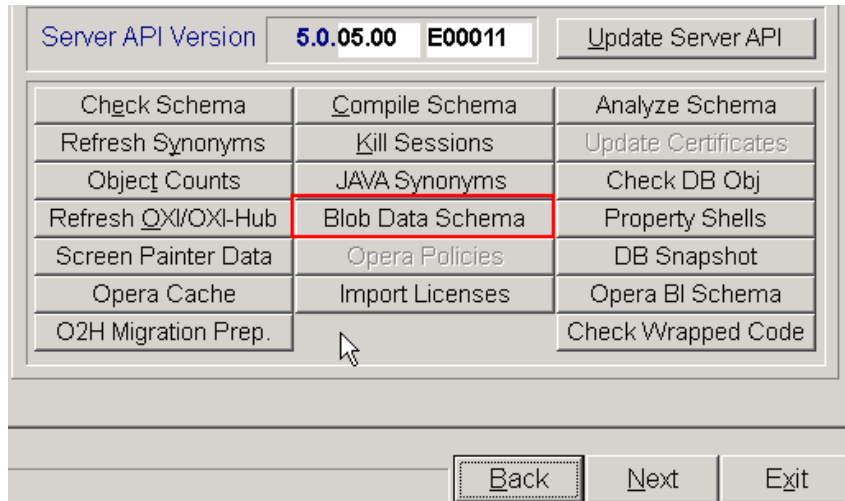 Server API Version 5.0.05.00 E00011 Update Server API
Check Schema Compile Schema Analyze Schema
Refresh Synonyms Kill Sessions Update Certificates
Object Counts JAVA Synonyms Check DB Obj
Refresh OXI/OXI-Hub Blob Data Schema Property Shells
Screen Painter Data Opera Policies DB Snapshot
Opera Cache Import Licenses Opera BI Schema
O2H Migration Prep. Check Wrapped Code
Back Next Exit